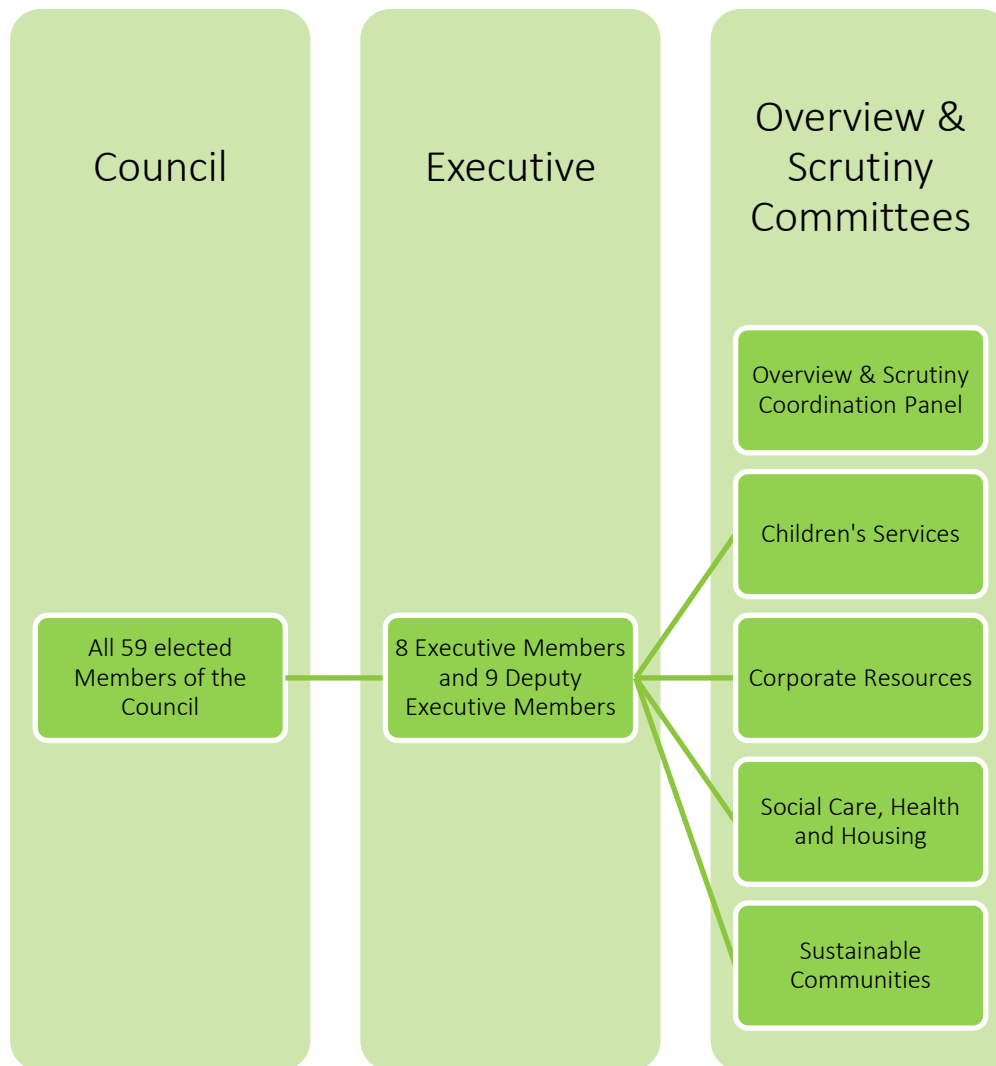 Council
Executive
Overview &
Scrutiny
Committees
Overview & Scrutiny
Coordination Panel
Children's Services
All 59 elected
Members of the
Council
8 Executive Members
and 9 Deputy
Executive Members
Corporate Resources
Social Care, Health
and Housing
Sustainable
Communities